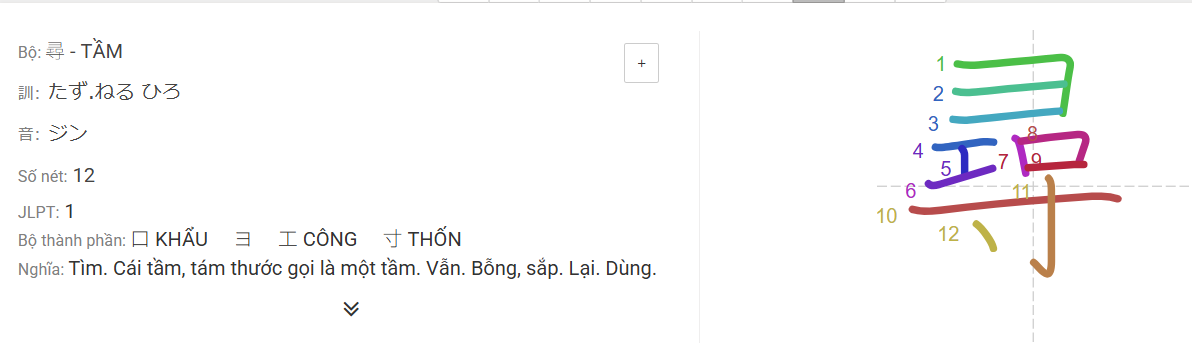 Bộ: 尋 - TẦM
+
訓: たず.ねる ひろ
音: ジン
Số nét: 12
JLPT: 1
Bộ thành phần: 口 KHẨU ヨ 工 CÔNG 寸 THỐN
Nghĩa: Tìm. Cái tầm, tám thước gọi là một tầm. Vẫn. Bỗng, sắp. Lại. Dùng.
尋
1
2
3
4
5
6
7
8
9
10
11
12